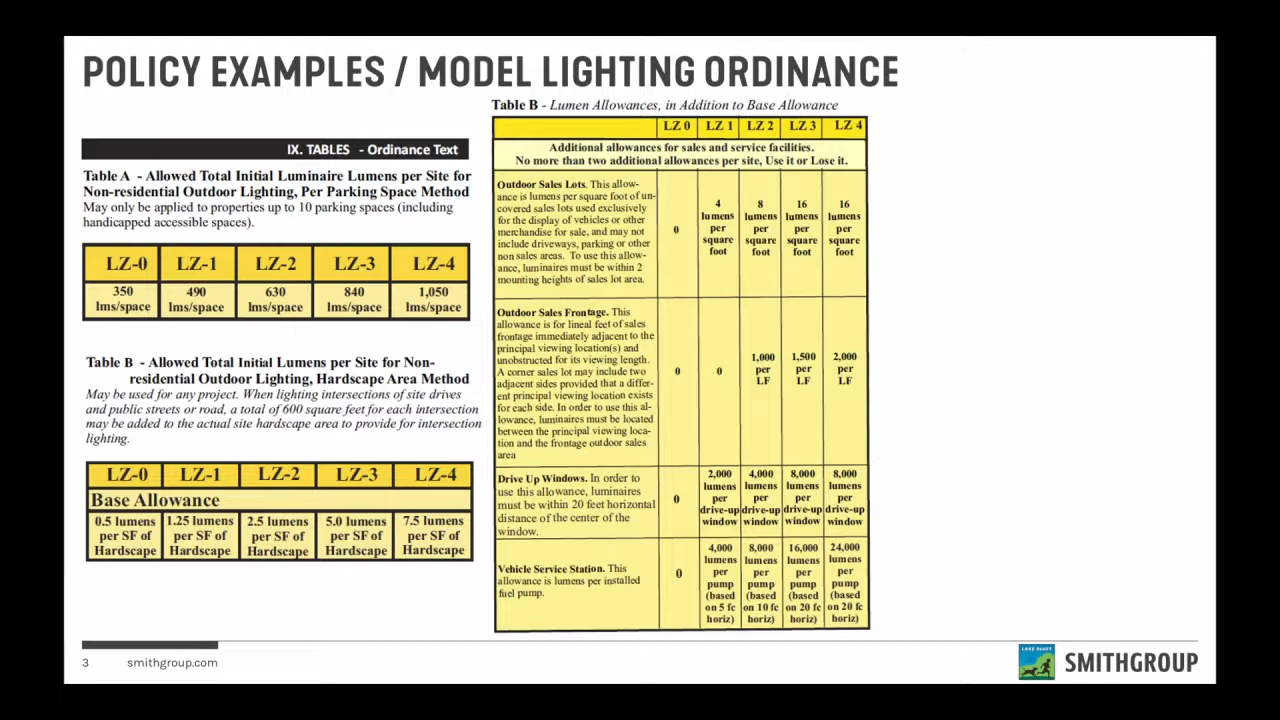 POLICY EXAMPLES / MODEL LIGHTING ORDINANCE
IX. TABLES - Ordinance Text
Table A - Allowed Total Initial Luminaire Lumens per Site for
Non-residential Outdoor Lighting, Per Parking Space Method
May only be applied to properties up to 10 parking spaces (including
handicapped accessible spaces).
LZ-0 LZ-1 LZ-2 LZ-3 LZ-4
350 490 630 840 1,050
lms/space lms/space lms/space lms/space lms/space
Table B - Allowed Total Initial Lumens per Site for Non-
residential Outdoor Lighting, Hardscape Area Method
May be used for any project. When lighting intersections of site drives
and public streets or road, a total of 600 square feet for each intersection
may be added to the actual site hardscape area to provide for intersection
lighting.
LZ-0 LZ-1 LZ-2 LZ-3 LZ-4
Base Allowance
0.5 lumens 1.25 lumens 2.5 lumens 5.0 lumens 7.5 lumens
per SF of per SF of per SF of per SF of per SF of
Hardscape Hardscape Hardscape Hardscape Hardscape
Table B - Lumen Allowances, in Addition to Base Allowance
LZ 0 LZ 1 LZ 2 LZ 3 LZ 4
Additional allowances for sales and service facilities.
No more than two additional allowances per site, Use it or Lose it.
Outdoor Sales Lots. This allow-
ance is lumens per square foot of un-
covered sales lots used exclusively
for the display of vehicles or other
merchandise for sale, and may not
include driveways, parking or other
non sales areas. To use this allow-
ance, luminaires must be within 2
mounting heights of sales lot area.
0
4
lumens
per
square
foot
8
lumens
per
square
foot
16
lumens
per
square
foot
16
lumens
per
square
foot
Outdoor Sales Frontage. This
allowance is for lineal feet of sales
frontage immediately adjacent to the
principal viewing location(s) and
unobstructed for its viewing length.
A corner sales lot may include two
adjacent sides provided that a differ-
ent principal viewing location exists
for each side. In order to use this al-
lowance, luminaires must be located
between the principal viewing loca-
tion and the frontage outdoor sales
area
0
0
1,000
per
LF
1,500
per
LF
2,000
per
LF
Drive Up Windows. In order to
use this allowance, luminaires
must be within 20 feet horizontal
distance of the center of the
window.
0
2,000
lumens
per
drive-up
window
4,000
lumens
per
drive-up
window
8,000
lumens
per
drive-up
window
8,000
lumens
per
drive-up
window
Vehicle Service Station. This
allowance is lumens per installed
fuel pump.
0
4,000
lumens
per
pump
(based
on 5 fc
horiz)
8,000
lumens
per
pump
(based
on 10 fc
horiz)
16,000
lumens
per
pump
(based
on 20 fc
horiz)
24,000
lumens
per
pump
(based
on 20 fc
horiz)
3 smithgroup.com
LAKE BLUFF
SMITHGROUP